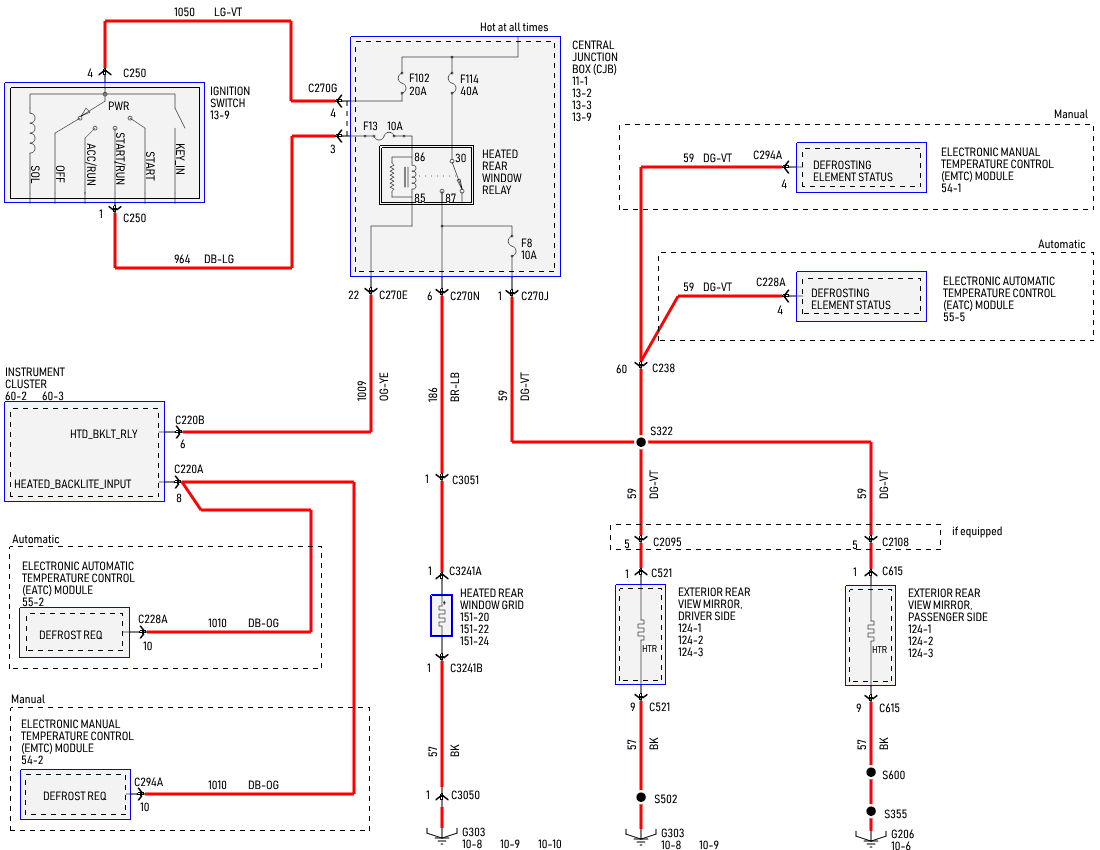 1050 LG-VT
Hot at all times
4 C250
IGNITION
SWITCH
13-9
PWR
SOL
OFF
ACC/RUN
START/RUN
START
KEY_IN
1 C250
964 DB-LG
C270G
4
3
F102
20A
F114
40A
F13 10A
86
30
85
87
HEATED
REAR
WINDOW
RELAY
F8
10A
CENTRAL
JUNCTION
BOX (CJB)
11-1
13-2
13-3
13-9
22 C270E
6 C270N
1 C270J
Manual
59 DG-VT
C294A
4
DEFROSTING
ELEMENT STATUS
ELECTRONIC MANUAL
TEMPERATURE CONTROL
(EMTC) MODULE
54-1
Automatic
59 DG-VT
C228A
4
DEFROSTING
ELEMENT STATUS
ELECTRONIC AUTOMATIC
TEMPERATURE CONTROL
(EATC) MODULE
55-5
60 C238
1009
OG-YE
186
BR-LB
59
DG-VT
INSTRUMENT
CLUSTER
60-2 60-3
HTD_BKLT_RLY
C220B
6
HEATED_BACKLITE_INPUT
C220A
8
S322
1 C3051
59
DG-VT
59
DG-VT
if equipped
5 C2095
5 C2108
Automatic
ELECTRONIC AUTOMATIC
TEMPERATURE CONTROL
(EATC) MODULE
55-2
DEFROST REQ
C228A
10
1010 DB-OG
1 C3241A
HEATED REAR
WINDOW GRID
151-20
151-22
151-24
1 C3241B
1 C521
HTR
EXTERIOR REAR
VIEW MIRROR,
DRIVER SIDE
124-1
124-2
124-3
9 C521
1 C615
HTR
EXTERIOR REAR
VIEW MIRROR,
PASSENGER SIDE
124-1
124-2
124-3
9 C615
Manual
ELECTRONIC MANUAL
TEMPERATURE CONTROL
(EMTC) MODULE
54-2
DEFROST REQ
C294A
10
1010 DB-OG
57
BK
57
BK
57
BK
1 C3050
S502
S600
S355
G303
10-8 10-9 10-10
G303
10-8 10-9
G206
10-6